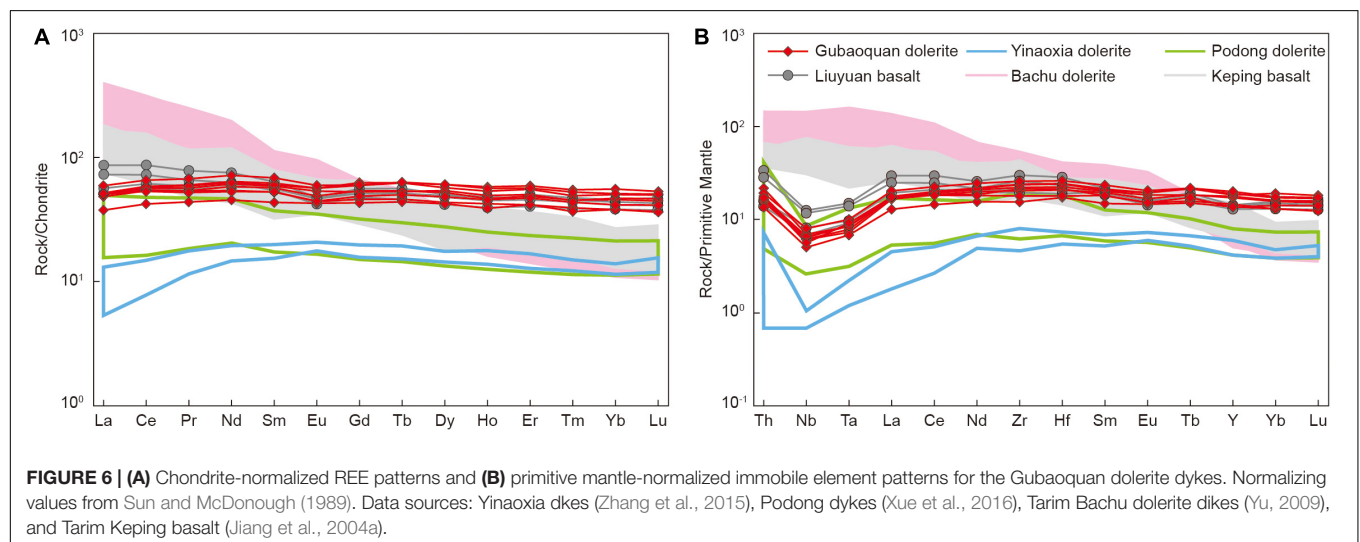 A
10³
10²
10¹
10⁰
Rock/Chondrite
La Ce Pr Nd Sm Eu Gd Tb Dy Ho Er Tm Yb Lu
B
10³
10²
10¹
10⁰
10⁻¹
Rock/Primitive Mantle
Gubaoquan dolerite Yinaoxia dolerite Podong dolerite
Liuyuan basalt Bachu dolerite Keping basalt
Th Nb Ta La Ce Nd Zr Hf Sm Eu Tb Y Yb Lu
FIGURE 6 | (A) Chondrite-normalized REE patterns and (B) primitive mantle-normalized immobile element patterns for the Gubaoquan dolerite dykes. Normalizing
values from Sun and McDonough (1989). Data sources: Yinaoxia dkes (Zhang et al., 2015), Podong dykes (Xue et al., 2016), Tarim Bachu dolerite dikes (Yu, 2009),
and Tarim Keping basalt (Jiang et al., 2004a).